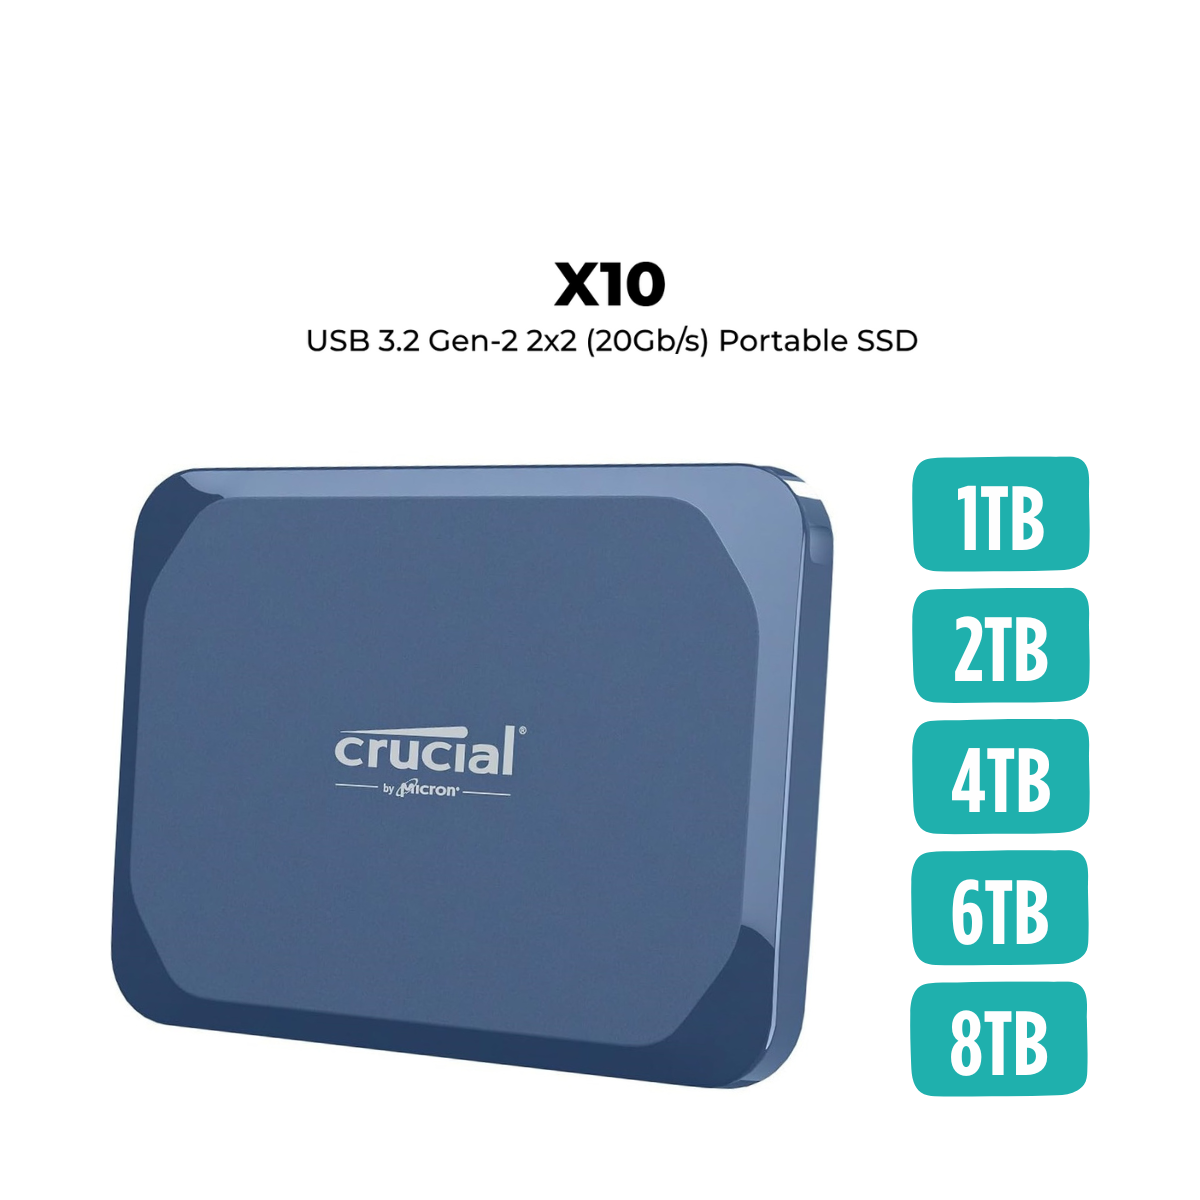 X10
USB 3.2 Gen-2 2x2 (20Gb/s) Portable SSD
crucial®
by Micron®
1TB
2TB
4TB
6TB
8TB